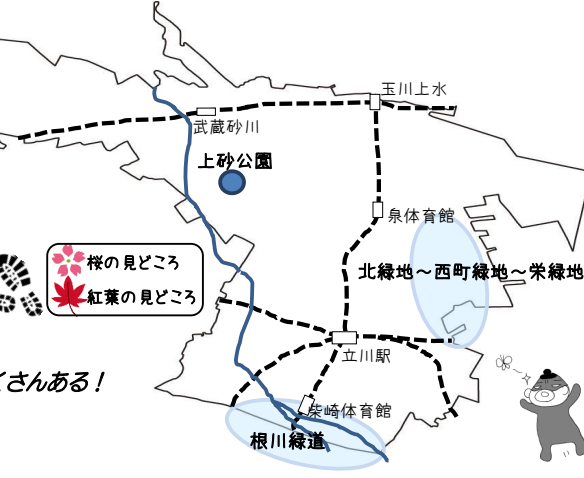 玉川上水
武蔵砂川
上砂公園
泉体育館
桜の見どころ
紅葉の見どころ
北緑地～西町緑地～栄緑地
立川駅
くさんある！
柴崎体育館
根川緑道